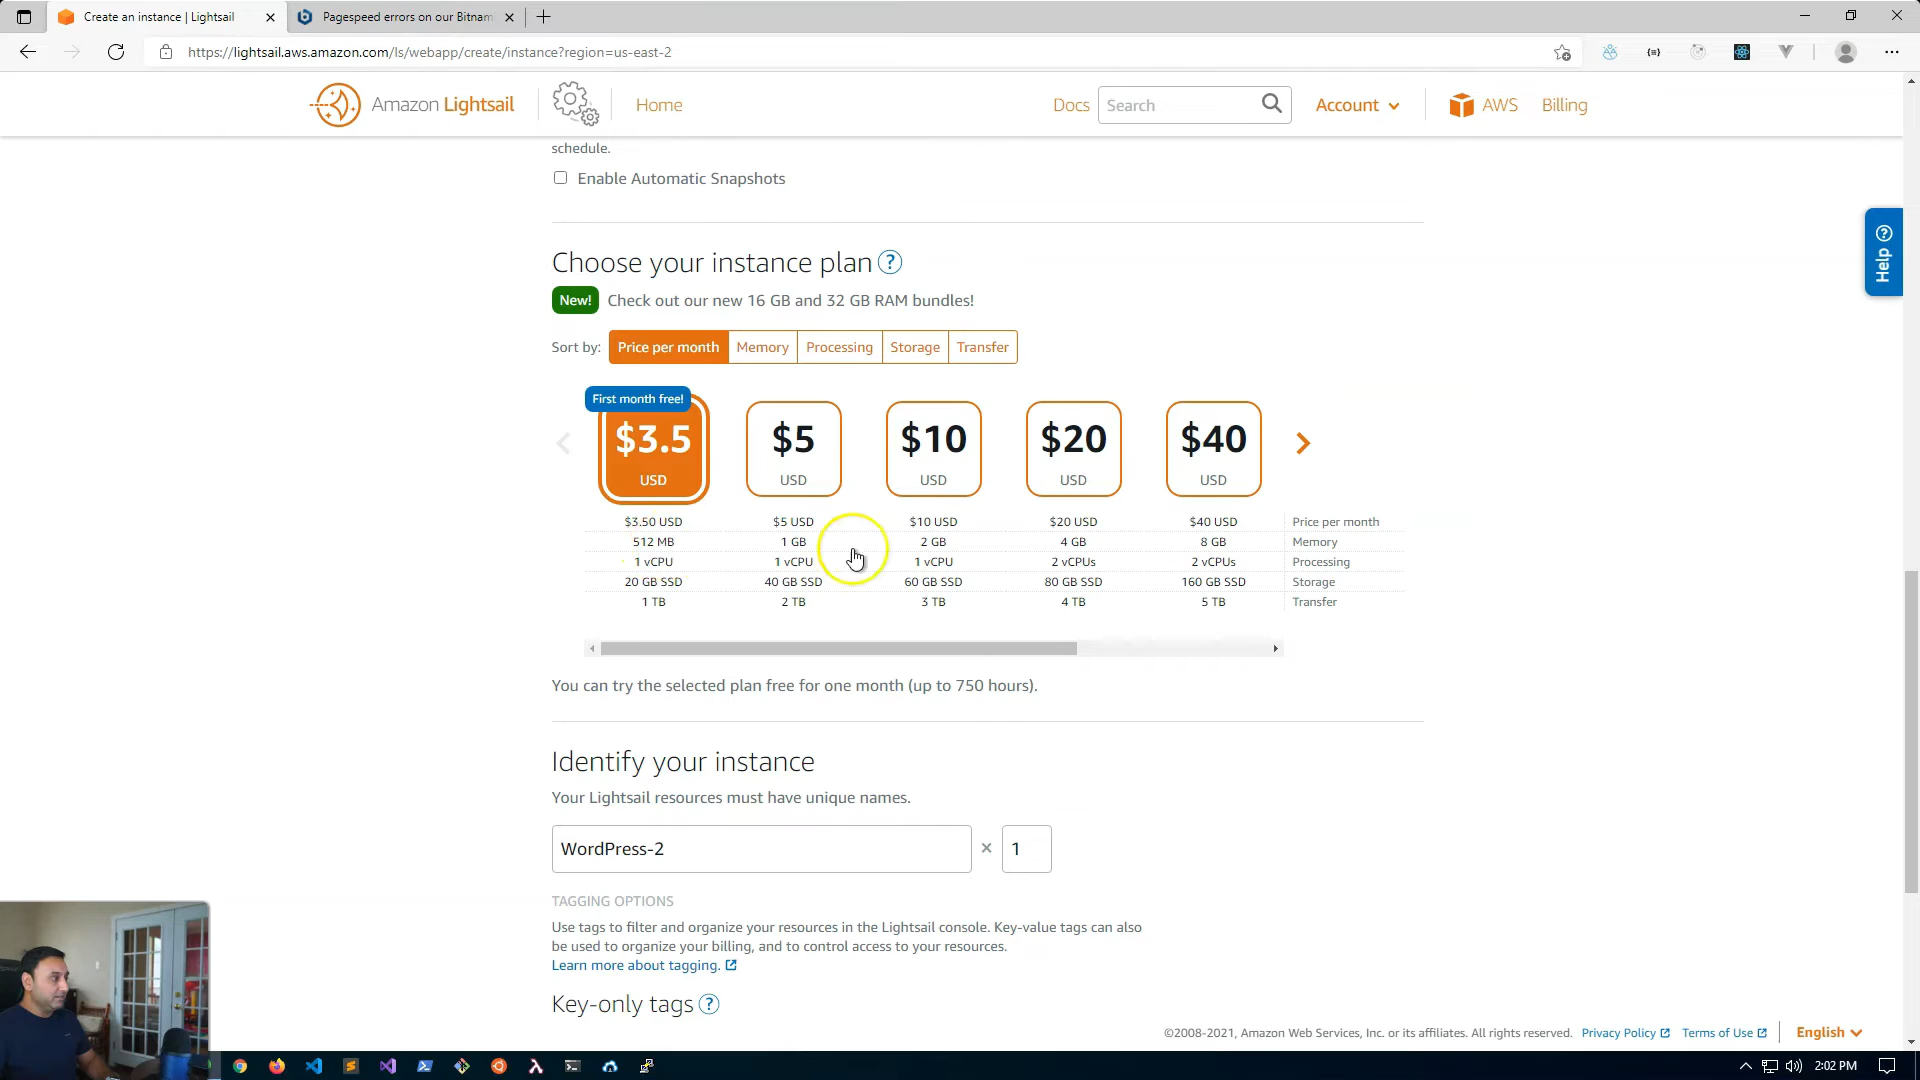 Create an instance | Lightsail
Pagespeed errors on our Bitnam
https://lightsail.aws.amazon.com/ls/webapp/create/instance?region=us-east-2
Amazon Lightsail
Home
Docs
Search
Account
AWS
Billing
schedule.
Enable Automatic Snapshots
Help
Choose your instance plan ?
New! Check out our new 16 GB and 32 GB RAM bundles!
Sort by: Price per month Memory Processing Storage Transfer
First month free!
$3.5 $5 $10 $20 $40
USD USD USD USD USD
$3.50 USD $5 USD $10 USD $20 USD $40 USD Price per month
512 MB 1 GB 2 GB 4 GB 8 GB Memory
1 vCPU 1 vCPU 1 vCPU 2 vCPUs 2 vCPUs Processing
20 GB SSD 40 GB SSD 60 GB SSD 80 GB SSD 160 GB SSD Storage
1 TB 2 TB 3 TB 4 TB 5 TB Transfer
You can try the selected plan free for one month (up to 750 hours).
Identify your instance
Your Lightsail resources must have unique names.
WordPress-2 × 1
TAGGING OPTIONS
Use tags to filter and organize your resources in the Lightsail console. Key-value tags can also
be used to organize your billing, and to control access to your resources.
Learn more about tagging.
Key-only tags ?
©2008-2021, Amazon Web Services, Inc. or its affiliates. All rights reserved. Privacy Policy Terms of Use English
2:02 PM